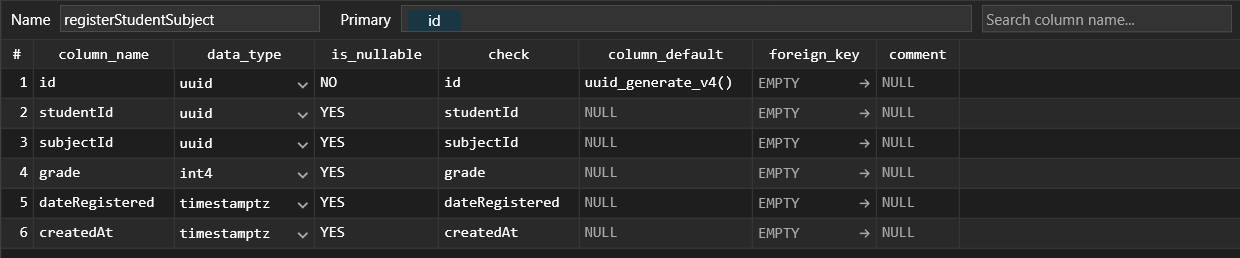 Name registerStudentSubject Primary id Search column name...
# column_name data_type is_nullable check column_default foreign_key comment
1 id uuid NO id uuid_generate_v4() EMPTY → NULL
2 studentId uuid YES studentId NULL EMPTY → NULL
3 subjectId uuid YES subjectId NULL EMPTY → NULL
4 grade int4 YES grade NULL EMPTY → NULL
5 dateRegistered timestamptz YES dateRegistered NULL EMPTY → NULL
6 createdAt timestamptz YES createdAt NULL EMPTY → NULL